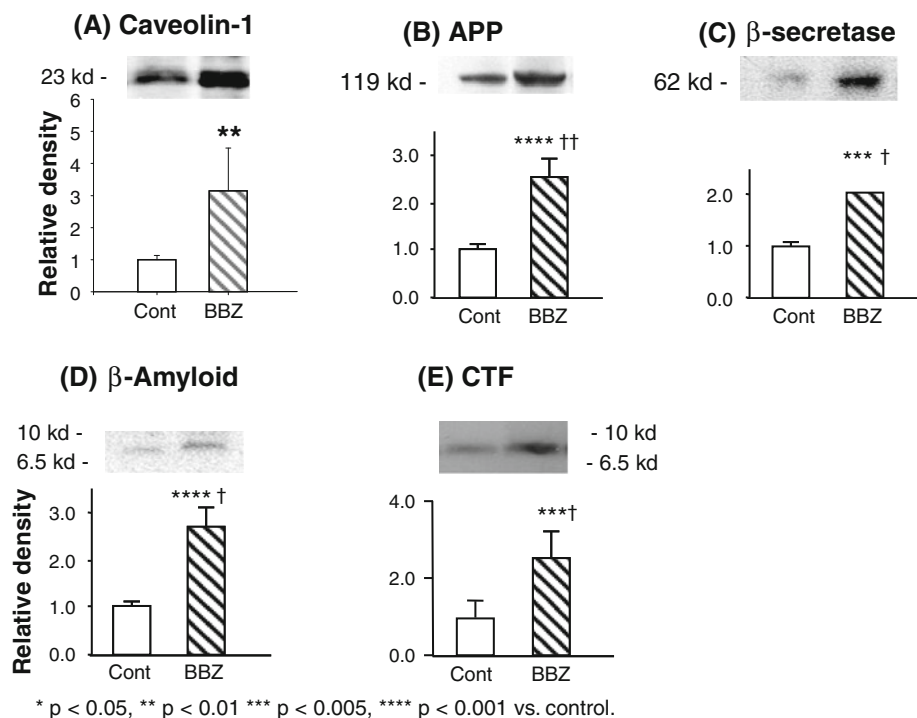 (A) Caveolin-1
23 kd -
Relative density
6
5
4
3
2
1
0
**
Cont BBZ
(B) APP
119 kd -
3.0
2.0
1.0
0.0
**** ††
Cont BBZ
(C) β-secretase
62 kd -
2.0
1.0
0.0
*** †
Cont BBZ
(D) β-Amyloid
10 kd -
6.5 kd -
Relative density
3.0
2.0
1.0
0.0
**** †
Cont BBZ
(E) CTF
- 10 kd
- 6.5 kd
4.0
2.0
0.0
***†
Cont BBZ
* p < 0.05, ** p < 0.01 *** p < 0.005, **** p < 0.001 vs. control.